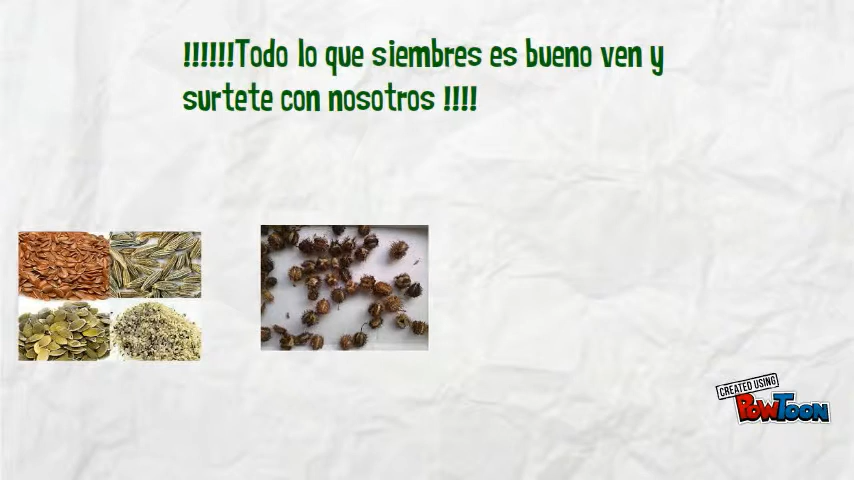 !!!!!!Todo lo que siembres es bueno ven y
surtete con nosotros !!!!
CREATED USING
POWTOON